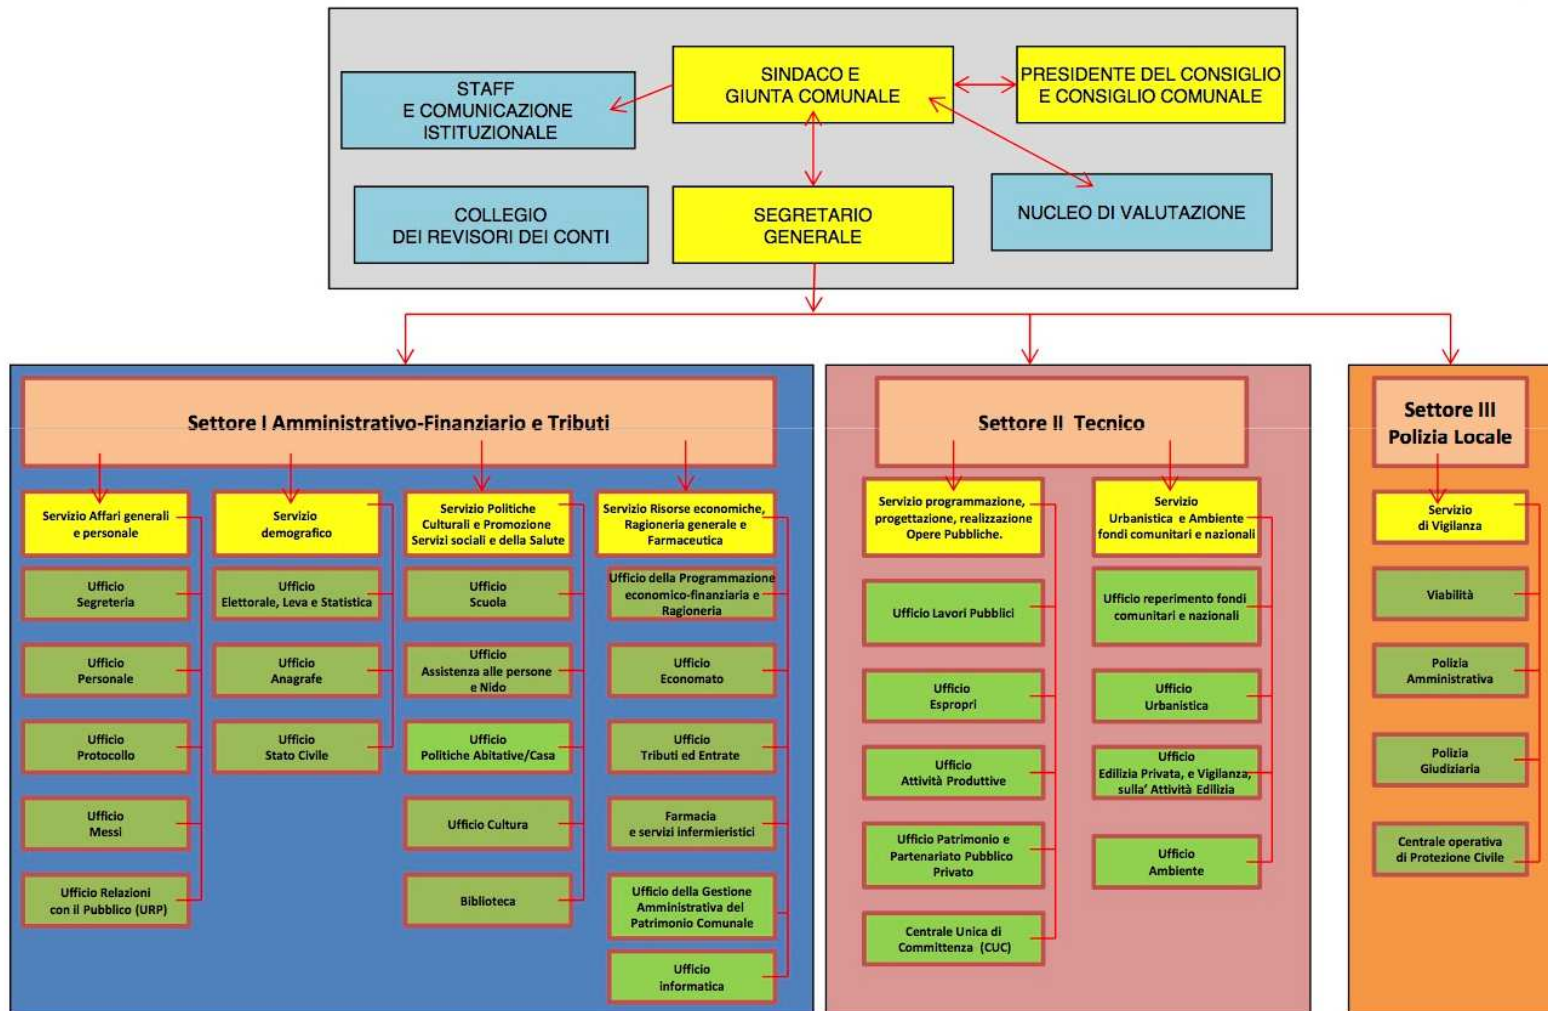 STAFF
E COMUNICAZIONE
ISTITUZIONALE
SINDACO E
GIUNTA COMUNALE
PRESIDENTE DEL CONSIGLIO
E CONSIGLIO COMUNALE
COLLEGIO
DEI REVISORI DEI CONTI
SEGRETARIO
GENERALE
NUCLEO DI VALUTAZIONE
Settore I Amministrativo-Finanziario e Tributi
Servizio Affari generali
e personale
Ufficio
Segreteria
Ufficio
Personale
Ufficio
Protocollo
Ufficio
Messi
Ufficio Relazioni
con il Pubblico (URP)
Servizio
demografico
Ufficio
Elettorale, Leva e Statistica
Ufficio
Anagrafe
Ufficio
Stato Civile
Servizio Politiche
Culturali e Promozione
Servizi sociali e della Salute
Ufficio
Scuola
Ufficio
Assistenza alle persone
e Nido
Ufficio
Politiche Abitative/Casa
Ufficio Cultura
Biblioteca
Servizio Risorse economiche,
Ragioneria generale e
Farmaceutica
Ufficio della Programmazione
economico-finanziaria e
Ragioneria
Ufficio
Economato
Ufficio
Tributi ed Entrate
Farmacia
e servizi infermieristici
Ufficio della Gestione
Amministrativa del
Patrimonio Comunale
Ufficio
informatica
Settore II Tecnico
Servizio programmazione,
progettazione, realizzazione
Opere Pubbliche.
Ufficio Lavori Pubblici
Ufficio
Espropri
Ufficio
Attività Produttive
Ufficio Patrimonio e
Partenariato Pubblico
Privato
Centrale Unica di
Committenza (CUC)
Servizio
Urbanistica e Ambiente
fondi comunitari e nazionali
Ufficio reperimento fondi
comunitari e nazionali
Ufficio
Urbanistica
Ufficio
Edilizia Privata, e Vigilanza,
sulla’ Attività Edilizia
Ufficio
Ambiente
Settore III
Polizia Locale
Servizio
di Vigilanza
Viabilità
Polizia
Amministrativa
Polizia
Giudiziaria
Centrale operativa
di Protezione Civile